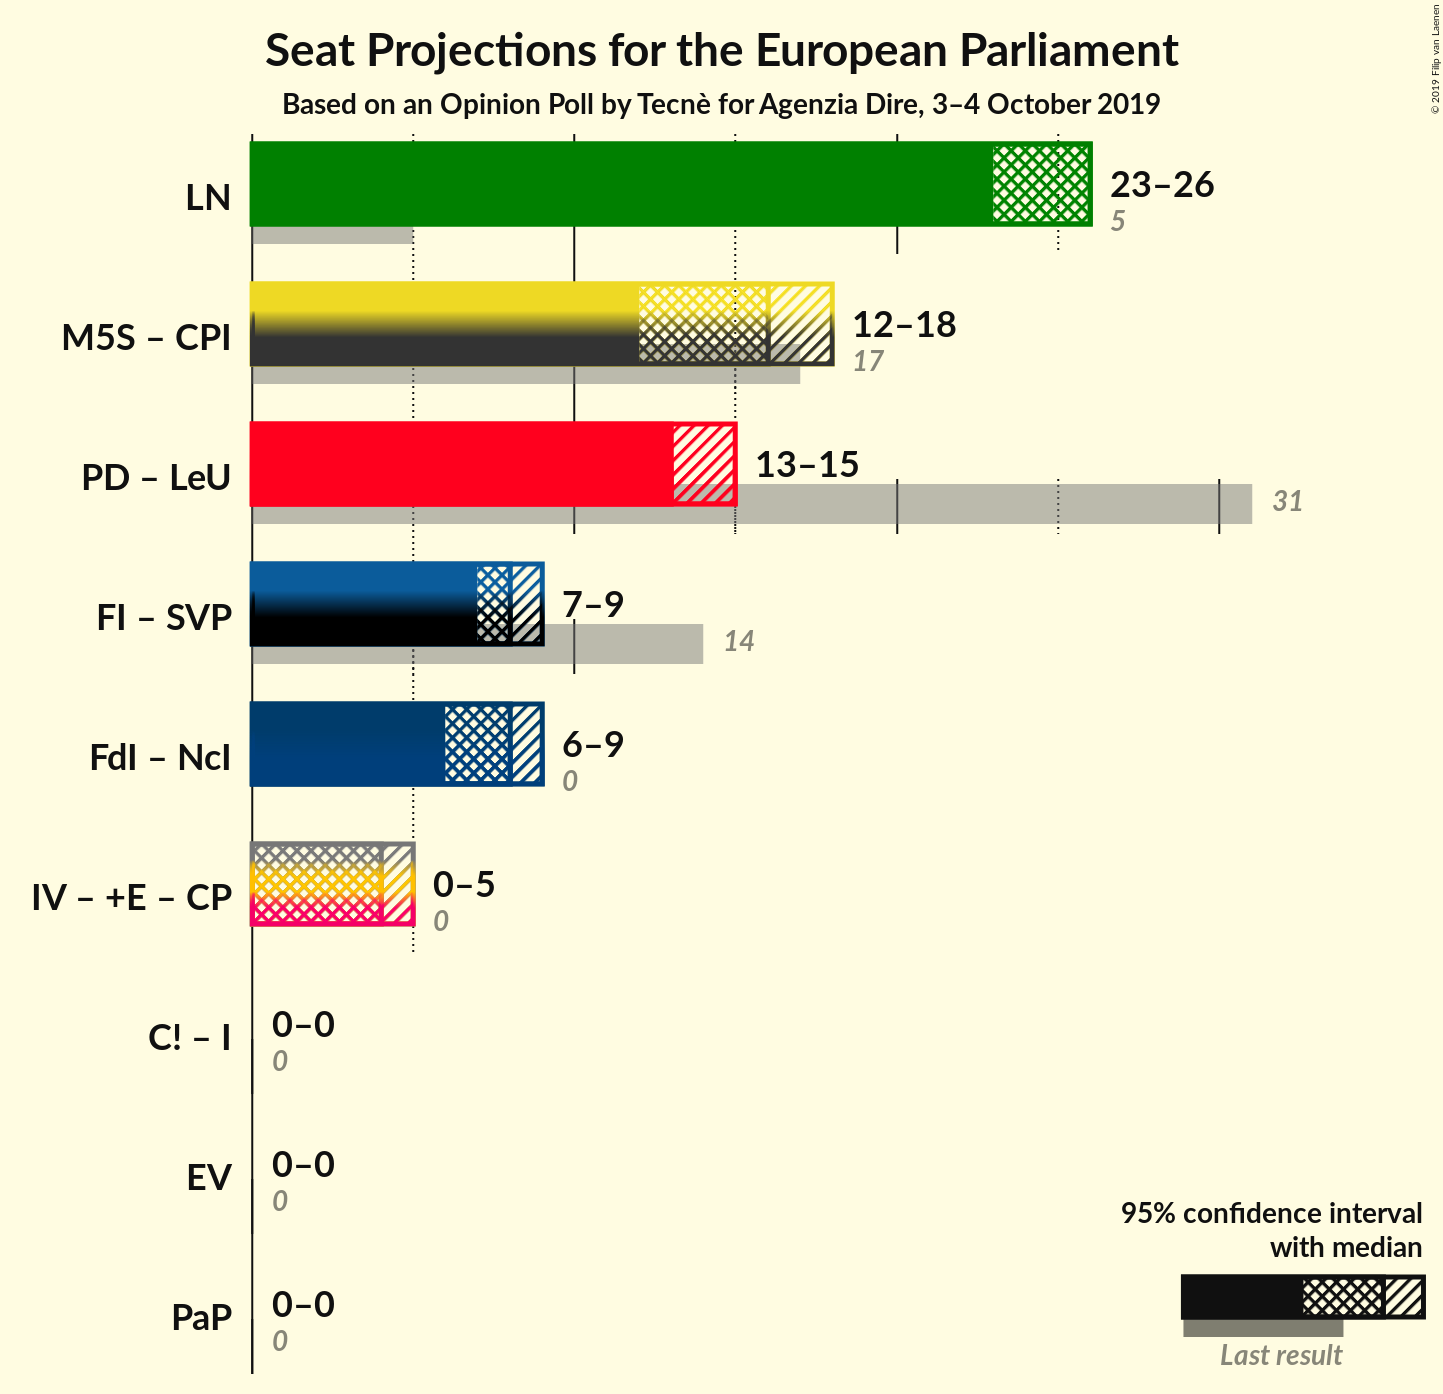 Seat Projections for the European Parliament
Based on an Opinion Poll by Tecnè for Agenzia Dire, 3–4 October 2019
© 2019 Filip van Laenen
LN
23–26
5
M5S – CPI
12–18
17
PD – LeU
13–15
31
FI – SVP
7–9
14
FdI – NcI
6–9
0
IV – +E – CP
0–5
0
C! – I
0–0
0
EV
0–0
0
PaP
0–0
0
95% confidence interval
with median
Last result